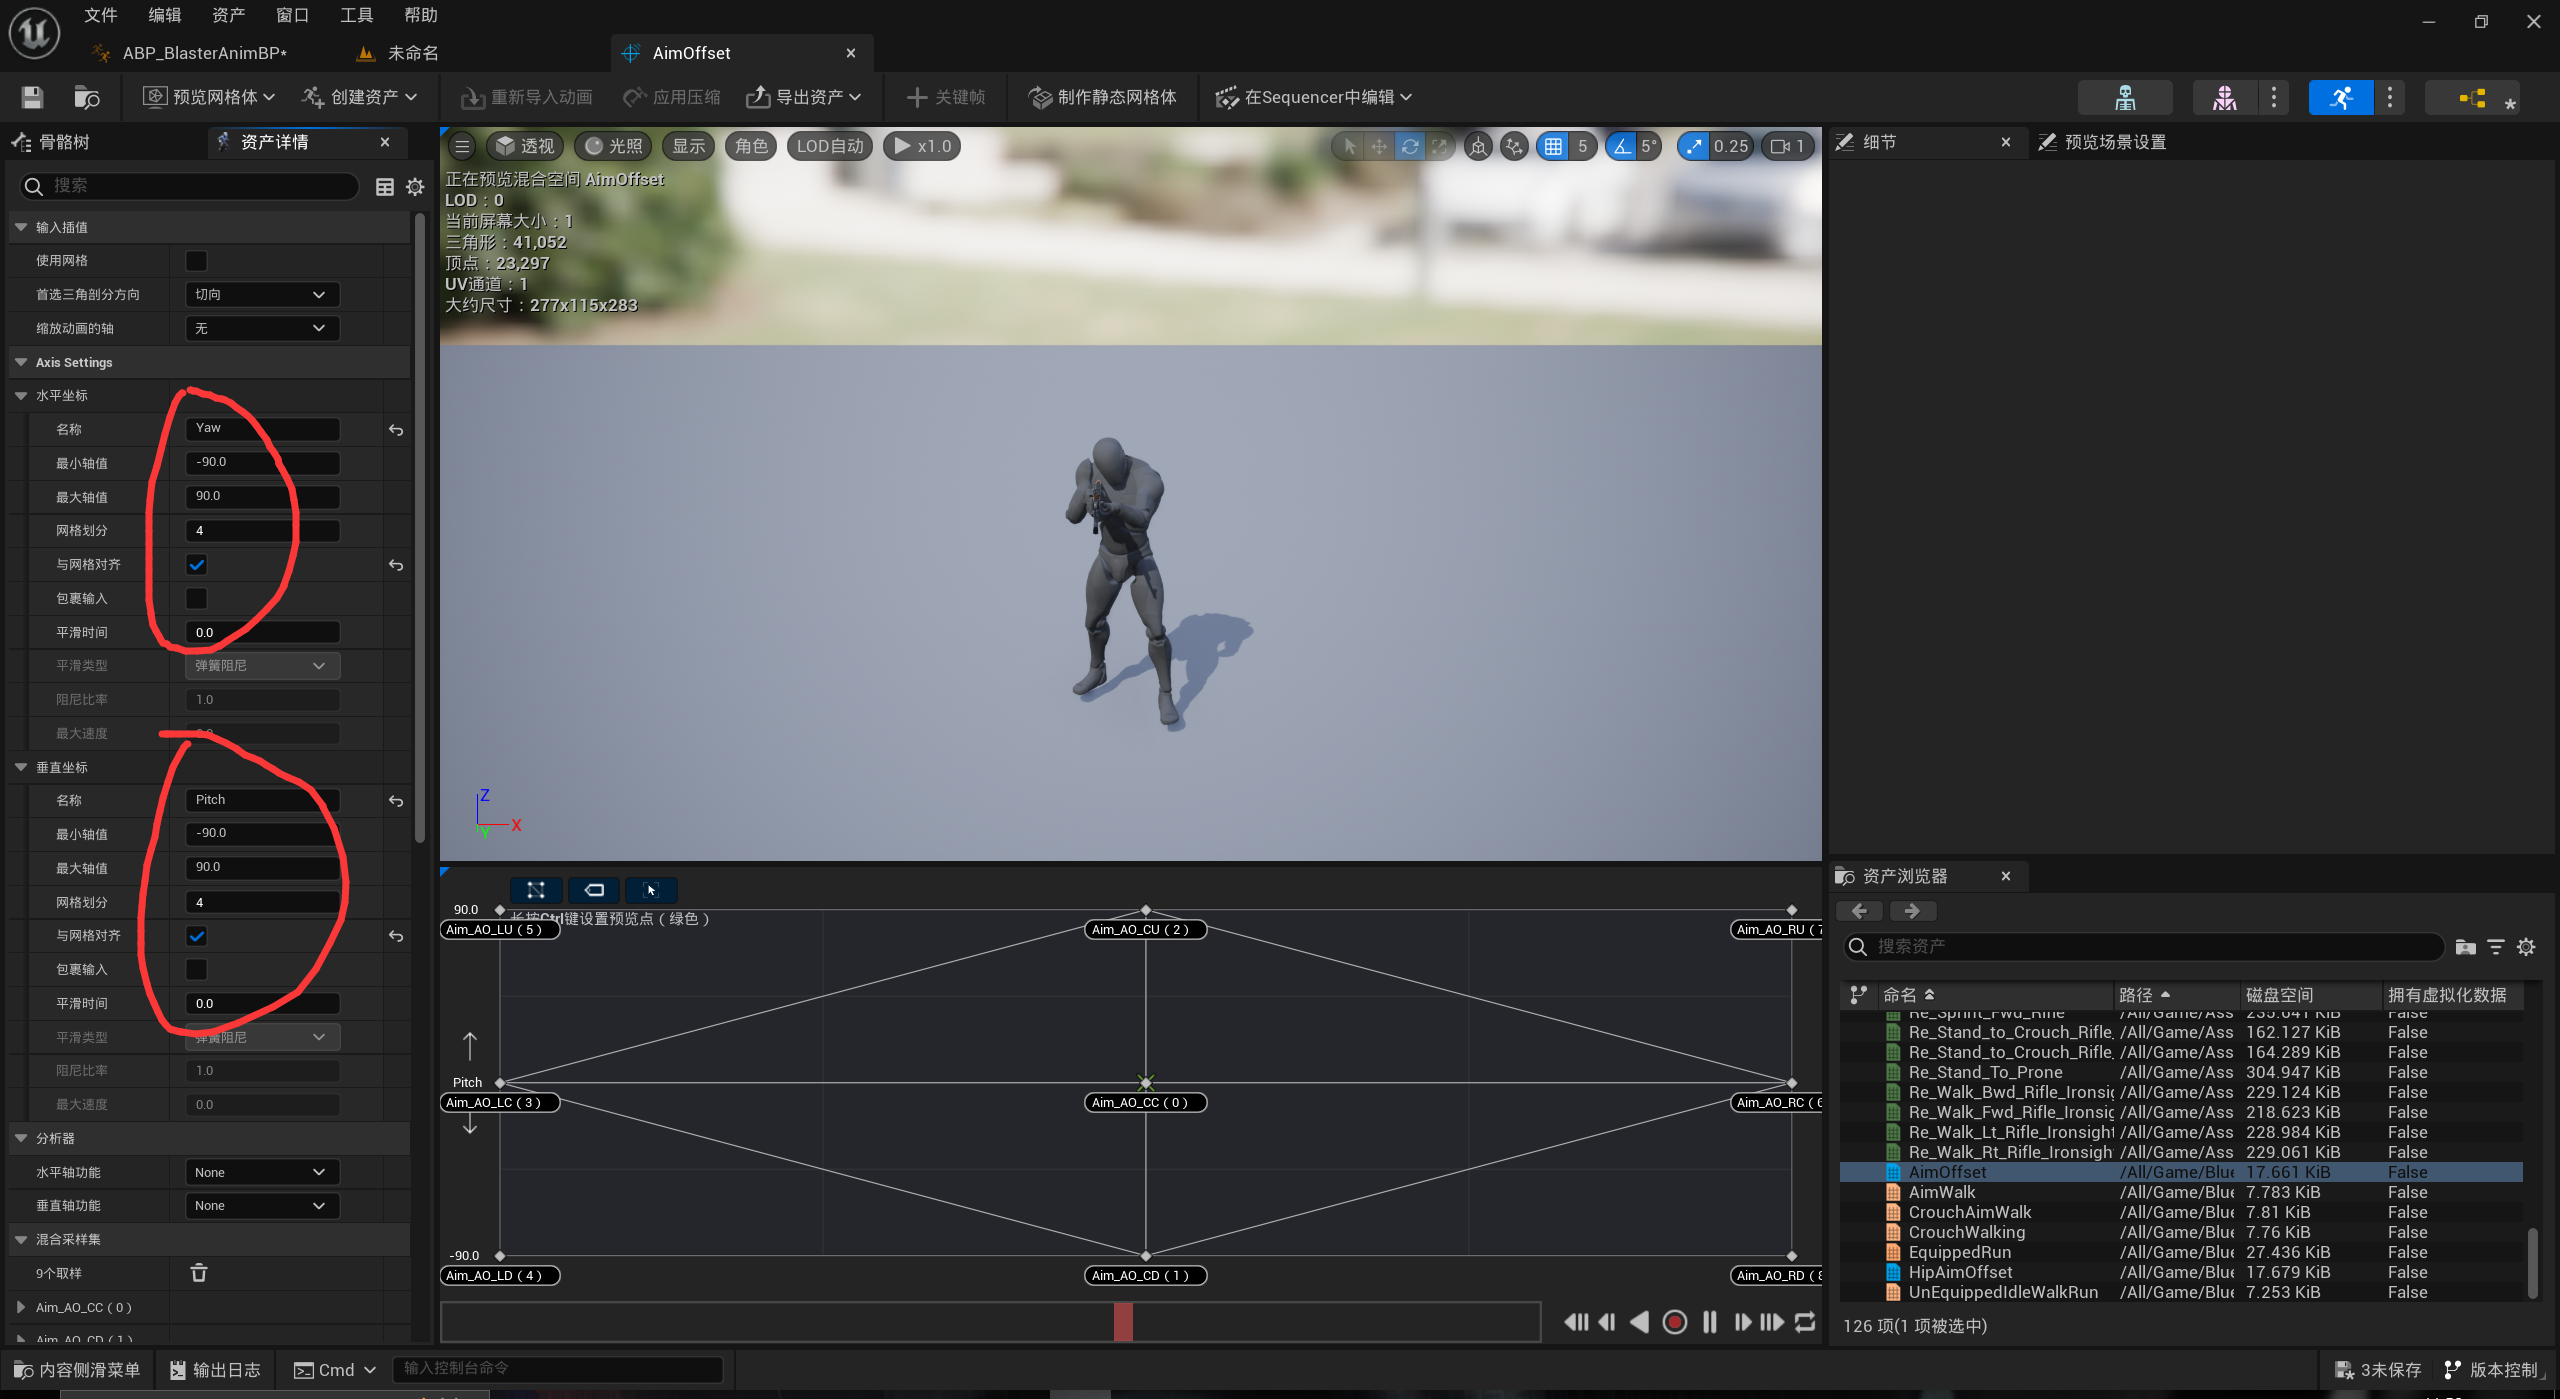 文件 编辑 资产 窗口 工具 帮助
ABP_BlasterAnimBP* 未命名 AimOffset
预览网格体 创建资产 重新导入动画 应用压缩 导出资产 关键帧 制作静态网格体 在Sequencer中编辑
骨骼树 资产详情
搜索
输入插值
使用网格
首选三角剖分方向 切向
缩放动画的轴 无
Axis Settings
水平坐标
名称 Yaw
最小轴值 -90.0
最大轴值 90.0
网格划分 4
与网格对齐
包裹输入
平滑时间 0.0
平滑类型 弹簧阻尼
阻尼比率 1.0
最大速度
垂直坐标
名称 Pitch
最小轴值 -90.0
最大轴值 90.0
网格划分 4
与网格对齐
包裹输入
平滑时间 0.0
平滑类型 弹簧阻尼
阻尼比率 1.0
最大速度 0.0
分析器
水平轴功能 None
垂直轴功能 None
混合采样集
9个取样
Aim_AO_CC ( 0 )
Aim_AO_CD ( 1 )
透视 光照 显示 角色 LOD自动 x1.0 5 5° 0.25 1
正在预览混合空间 AimOffset
LOD：0
当前屏幕大小：1
三角形：41,052
顶点：23,297
UV通道：1
大约尺寸：277x115x283
Z
X
Y
90.0
长按Ctrl键设置预览点（绿色）
Aim_AO_LU ( 5 ) Aim_AO_CU ( 2 ) Aim_AO_RU ( 7
Pitch
Aim_AO_LC ( 3 ) Aim_AO_CC ( 0 ) Aim_AO_RC ( 6
-90.0
Aim_AO_LD ( 4 ) Aim_AO_CD ( 1 ) Aim_AO_RD ( 8
细节 预览场景设置
资产浏览器
搜索资产
命名 路径 磁盘空间 拥有虚拟化数据
Re_Sprint_Fwd_Rifle /All/Game/Ass 235.641 KiB False
Re_Stand_to_Crouch_Rifle_ /All/Game/Ass 162.127 KiB False
Re_Stand_to_Crouch_Rifle_ /All/Game/Ass 164.289 KiB False
Re_Stand_To_Prone /All/Game/Ass 304.947 KiB False
Re_Walk_Bwd_Rifle_Ironsig /All/Game/Ass 229.124 KiB False
Re_Walk_Fwd_Rifle_Ironsig /All/Game/Ass 218.623 KiB False
Re_Walk_Lt_Rifle_Ironsight /All/Game/Ass 228.984 KiB False
Re_Walk_Rt_Rifle_Ironsigh /All/Game/Ass 229.061 KiB False
AimOffset /All/Game/Blue 17.661 KiB False
AimWalk /All/Game/Blue 7.783 KiB False
CrouchAimWalk /All/Game/Blue 7.81 KiB False
CrouchWalking /All/Game/Blue 7.76 KiB False
EquippedRun /All/Game/Blue 27.436 KiB False
HipAimOffset /All/Game/Blue 17.679 KiB False
UnEquippedIdleWalkRun /All/Game/Blue 7.253 KiB False
126 项(1 项被选中)
内容侧滑菜单 输出日志 Cmd 输入控制台命令 3未保存 版本控制